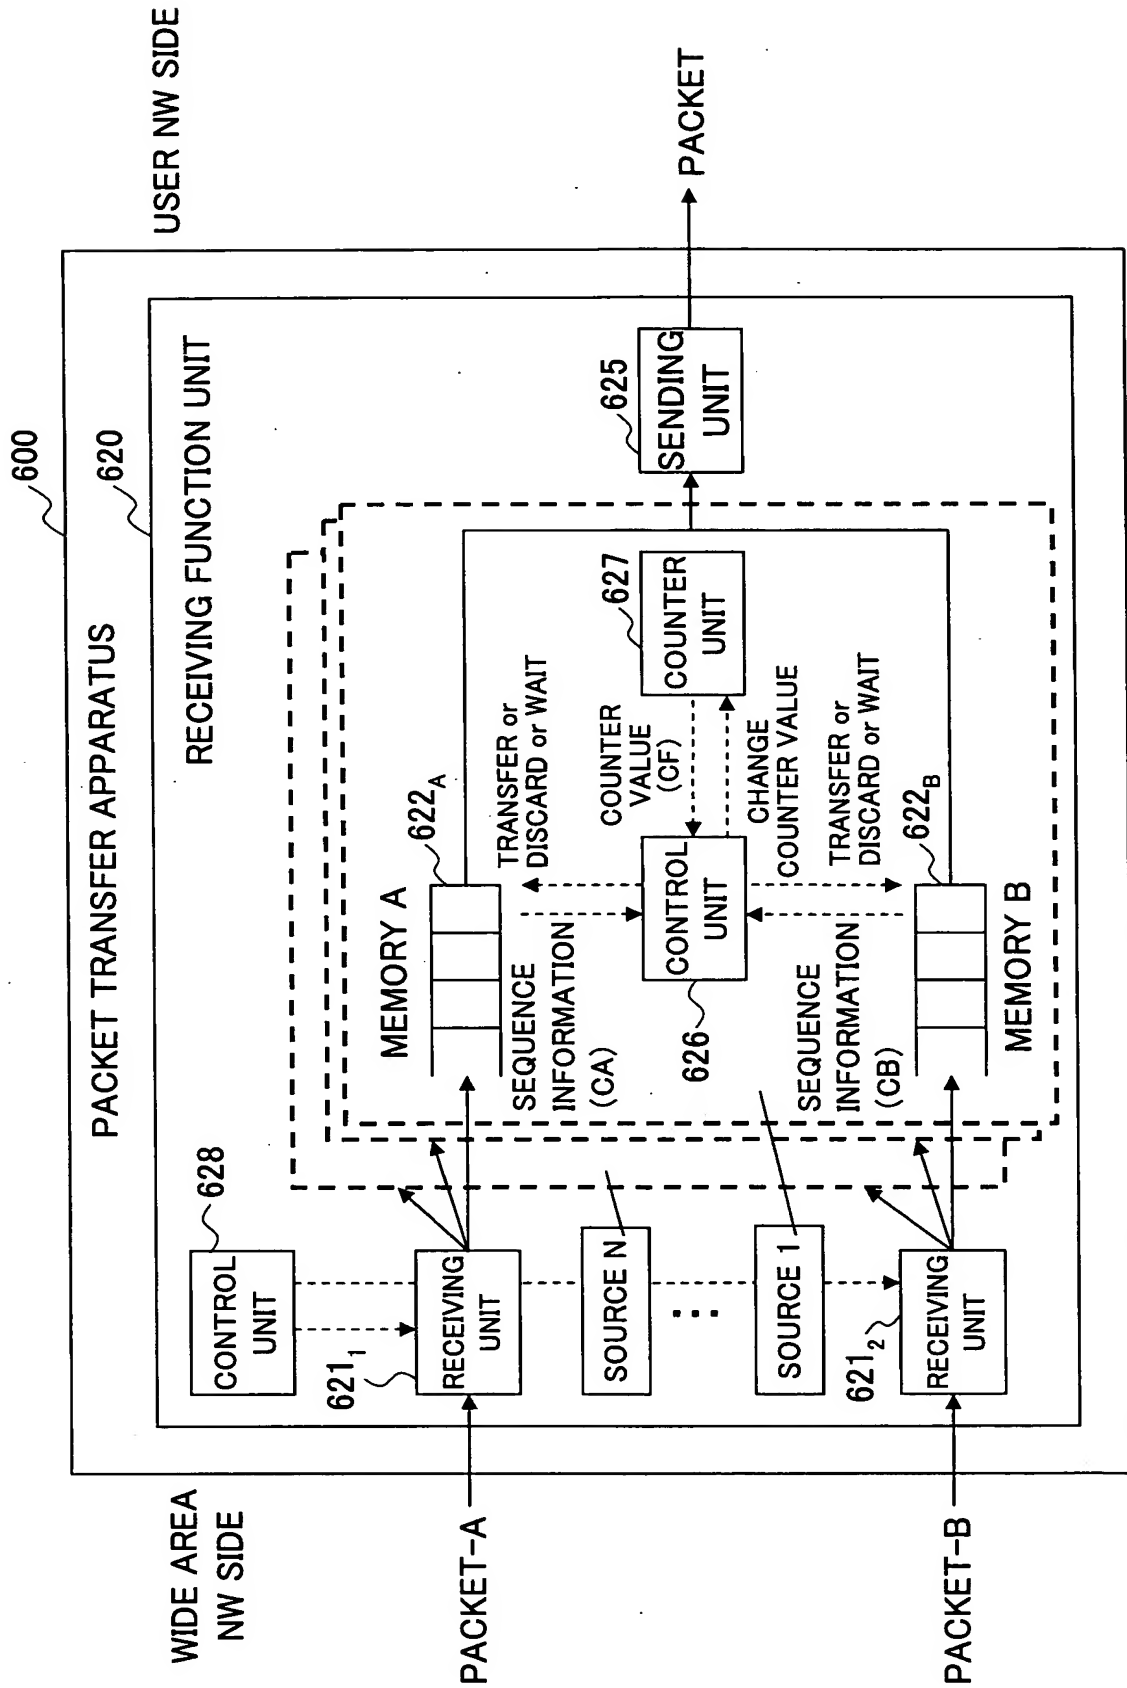 WIDE AREA
NW SIDE
USER NW SIDE
PACKET TRANSFER APPARATUS
600
620
RECEIVING FUNCTION UNIT
CONTROL
UNIT
628
PACKET-A
RECEIVING
UNIT
621₁
MEMORY A
622_A
SEQUENCE
INFORMATION
(CA)
TRANSFER or
DISCARD or WAIT
SOURCE N
...
SOURCE 1
CONTROL
UNIT
626
COUNTER
VALUE
(CF)
CHANGE
COUNTER VALUE
COUNTER
UNIT
627
SENDING
UNIT
625
PACKET
SEQUENCE
INFORMATION
(CB)
TRANSFER or
DISCARD or WAIT
PACKET-B
RECEIVING
UNIT
621₂
622_B
MEMORY B